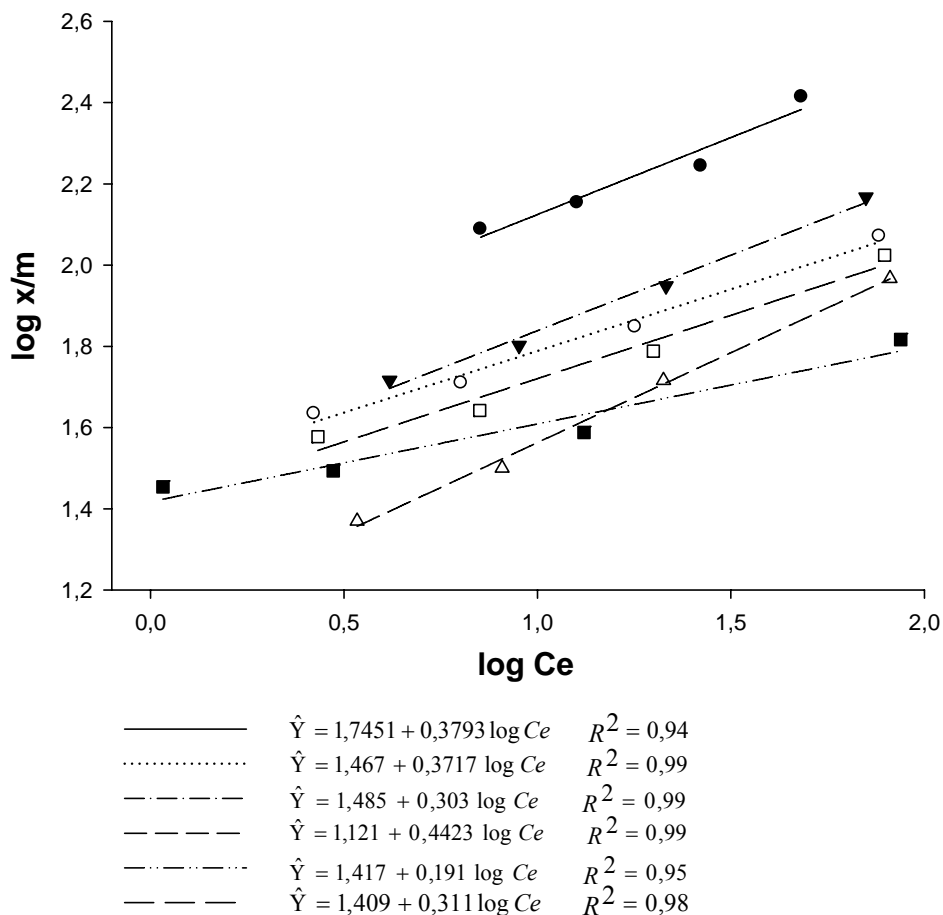 2,6
2,4
2,2
2,0
1,8
1,6
1,4
1,2
log x/m
0,0 0,5 1,0 1,5 2,0
log Ce
Ŷ = 1,7451 + 0,3793 log Ce R² = 0,94
Ŷ = 1,467 + 0,3717 log Ce R² = 0,99
Ŷ = 1,485 + 0,303 log Ce R² = 0,99
Ŷ = 1,121 + 0,4423 log Ce R² = 0,99
Ŷ = 1,417 + 0,191 log Ce R² = 0,95
Ŷ = 1,409 + 0,311 log Ce R² = 0,98